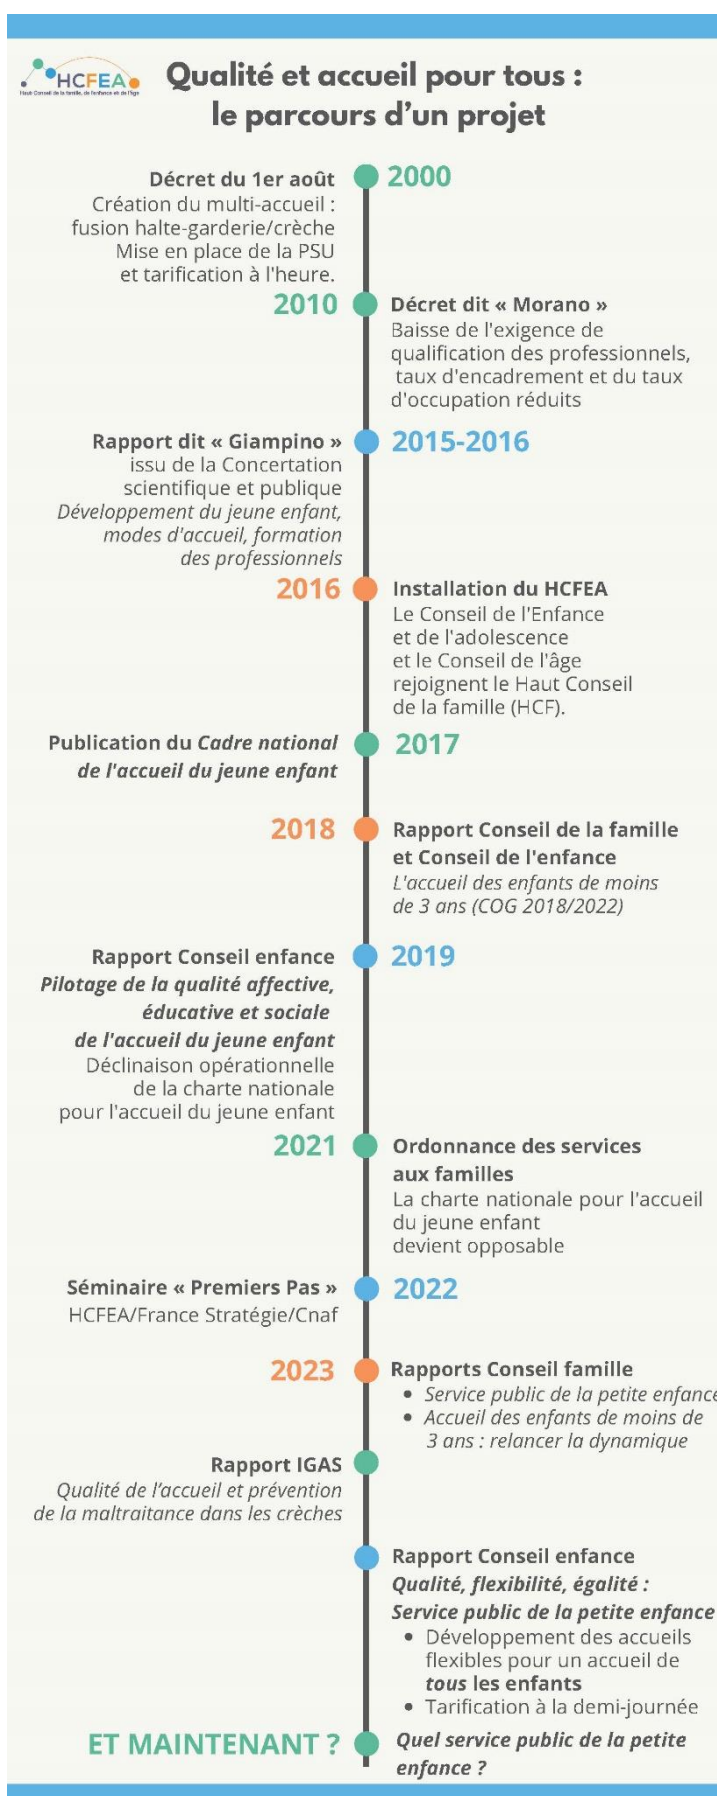 HCFEA
Haut Conseil de la famille, de l'enfance et de l'âge
Qualité et accueil pour tous :
le parcours d'un projet
2000
Décret du 1er août
Création du multi-accueil :
fusion halte-garderie/crèche
Mise en place de la PSU
et tarification à l'heure.
2010
Décret dit « Morano »
Baisse de l'exigence de
qualification des professionnels,
taux d'encadrement et du taux
d'occupation réduits
2015-2016
Rapport dit « Giampino »
issu de la Concertation
scientifique et publique
Développement du jeune enfant,
modes d'accueil, formation
des professionnels
2016
Installation du HCFEA
Le Conseil de l'Enfance
et de l'adolescence
et le Conseil de l'âge
rejoignent le Haut Conseil
de la famille (HCF).
2017
Publication du Cadre national
de l'accueil du jeune enfant
2018
Rapport Conseil de la famille
et Conseil de l'enfance
L'accueil des enfants de moins
de 3 ans (COG 2018/2022)
2019
Rapport Conseil enfance
Pilotage de la qualité affective,
éducative et sociale
de l'accueil du jeune enfant
Déclinaison opérationnelle
de la charte nationale
pour l'accueil du jeune enfant
2021
Ordonnance des services
aux familles
La charte nationale pour l'accueil
du jeune enfant
devient opposable
2022
Séminaire « Premiers Pas »
HCFEA/France Stratégie/Cnaf
2023
Rapports Conseil famille
• Service public de la petite enfance
• Accueil des enfants de moins de
3 ans : relancer la dynamique
Rapport IGAS
Qualité de l'accueil et prévention
de la maltraitance dans les crèches
Rapport Conseil enfance
Qualité, flexibilité, égalité :
Service public de la petite enfance
• Développement des accueils
flexibles pour un accueil de
tous les enfants
• Tarification à la demi-journée
ET MAINTENANT ?
Quel service public de la petite
enfance ?